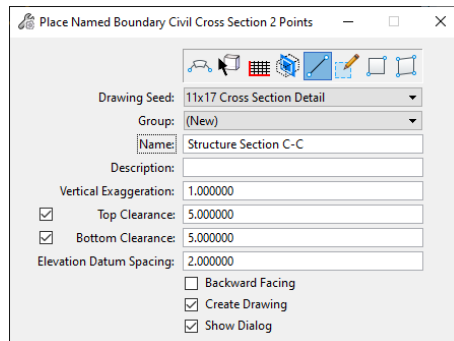 Place Named Boundary Civil Cross Section 2 Points
Drawing Seed: 11x17 Cross Section Detail
Group: (New)
Name: Structure Section C-C
Description:
Vertical Exaggeration: 1.000000
Top Clearance: 5.000000
Bottom Clearance: 5.000000
Elevation Datum Spacing: 2.000000
Backward Facing
Create Drawing
Show Dialog